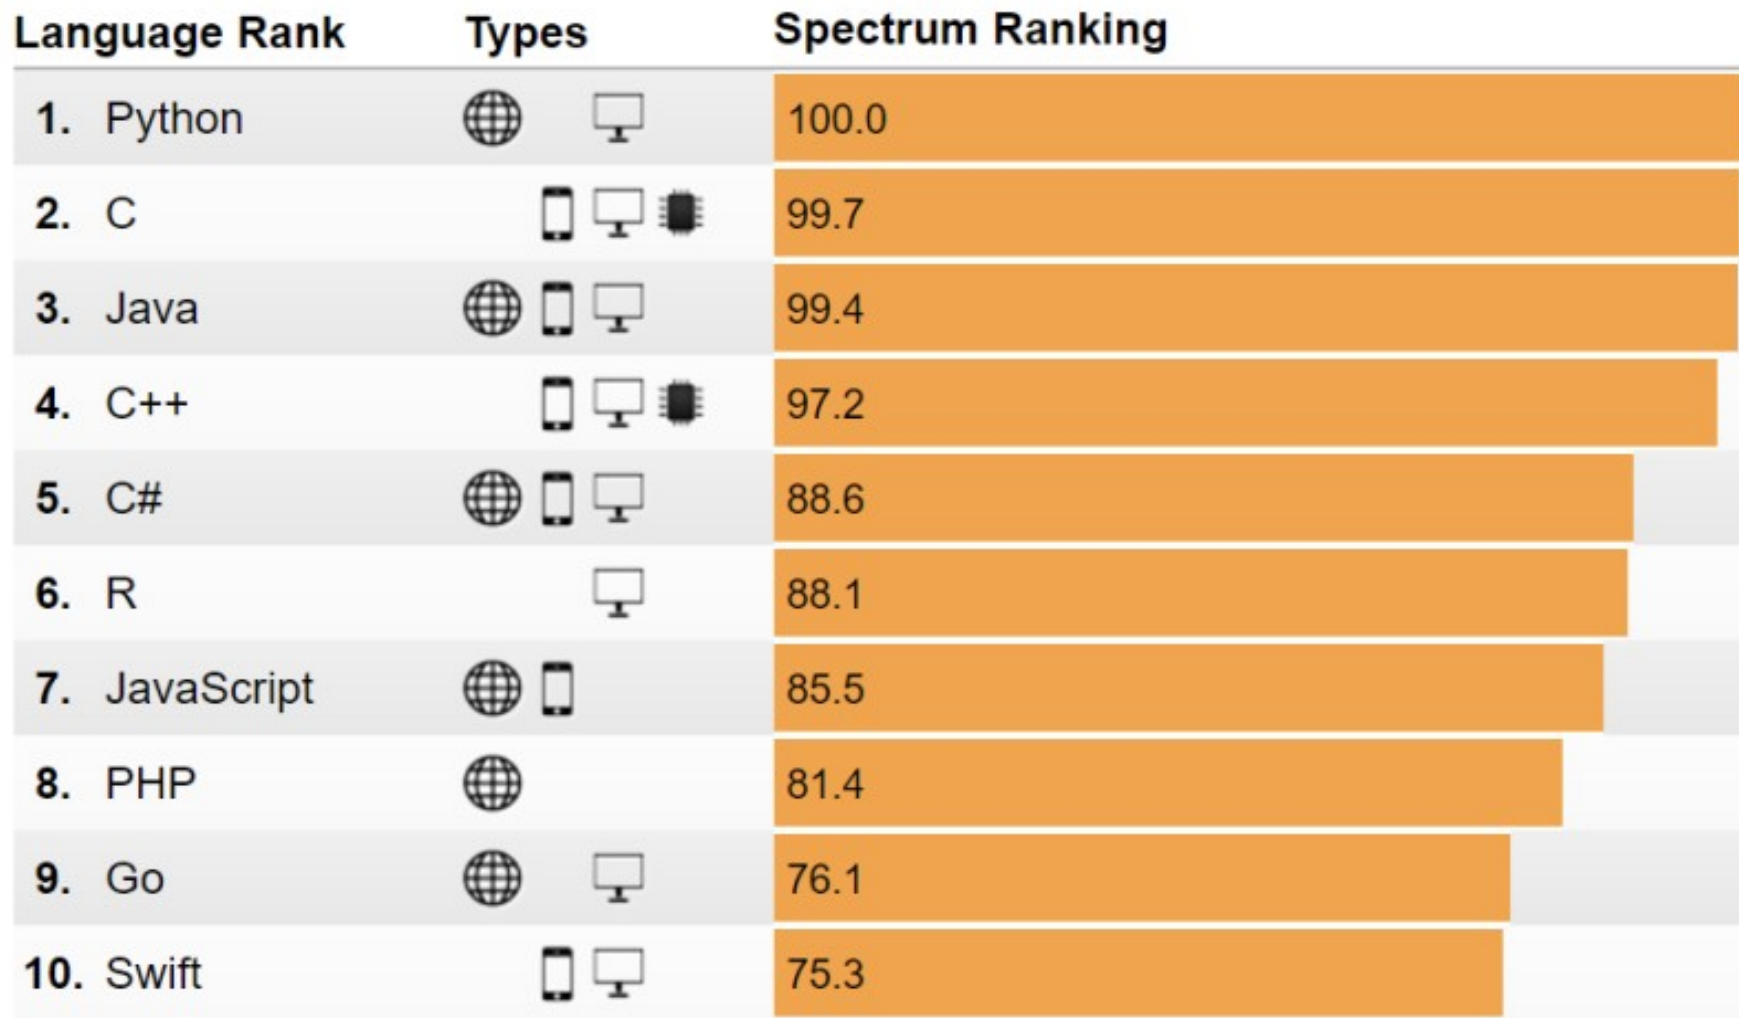 Language Rank Types Spectrum Ranking
1. Python 100.0
2. C 99.7
3. Java 99.4
4. C++ 97.2
5. C# 88.6
6. R 88.1
7. JavaScript 85.5
8. PHP 81.4
9. Go 76.1
10. Swift 75.3